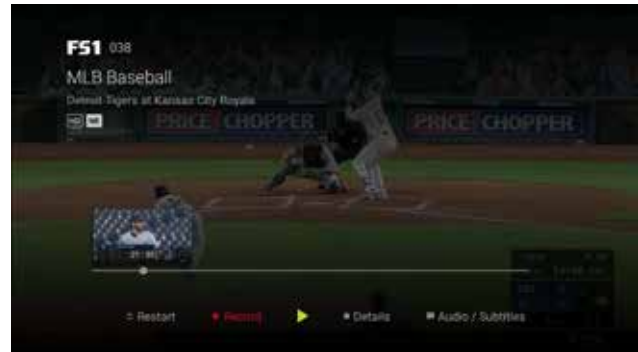 FS1 038
MLB Baseball
Detroit Tigers at Kansas City Royals
HD
PRICE CHOPPER PRICE CHOPPER
Restart Record Details Audio / Subtitles